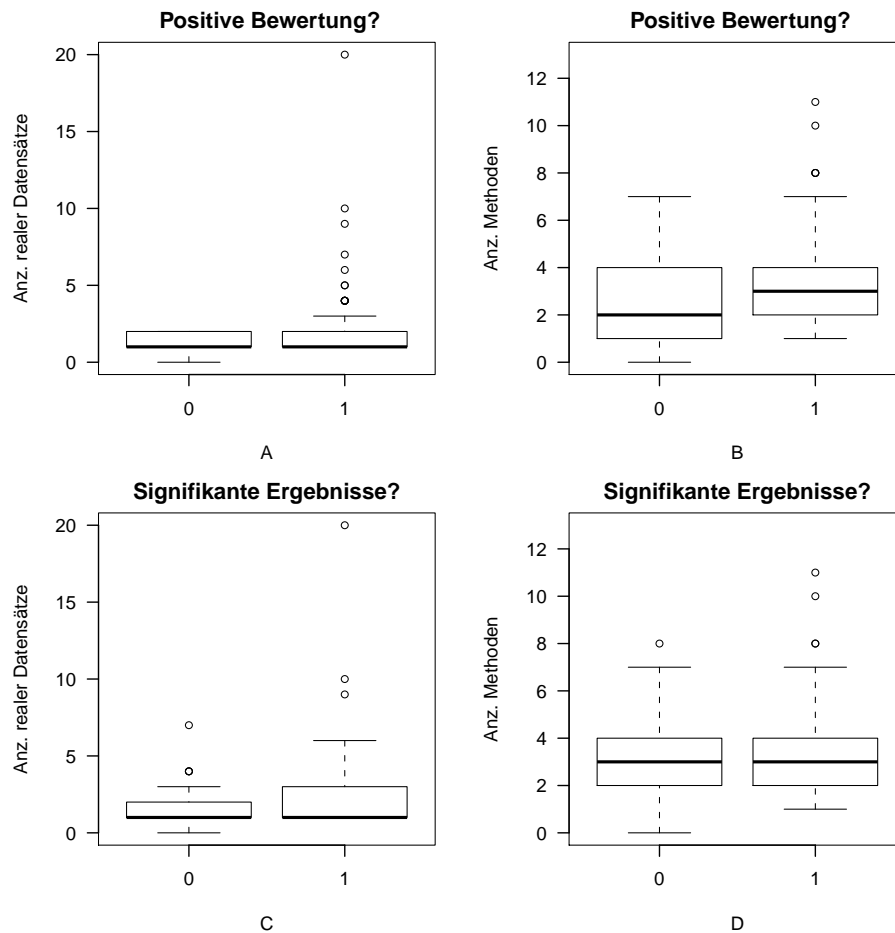 Positive Bewertung?
Anz. realer Datensätze
20
15
10
5
0
0 1
A
Positive Bewertung?
Anz. Methoden
12
10
8
6
4
2
0
0 1
B
Signifikante Ergebnisse?
Anz. realer Datensätze
20
15
10
5
0
0 1
C
Signifikante Ergebnisse?
Anz. Methoden
12
10
8
6
4
2
0
0 1
D